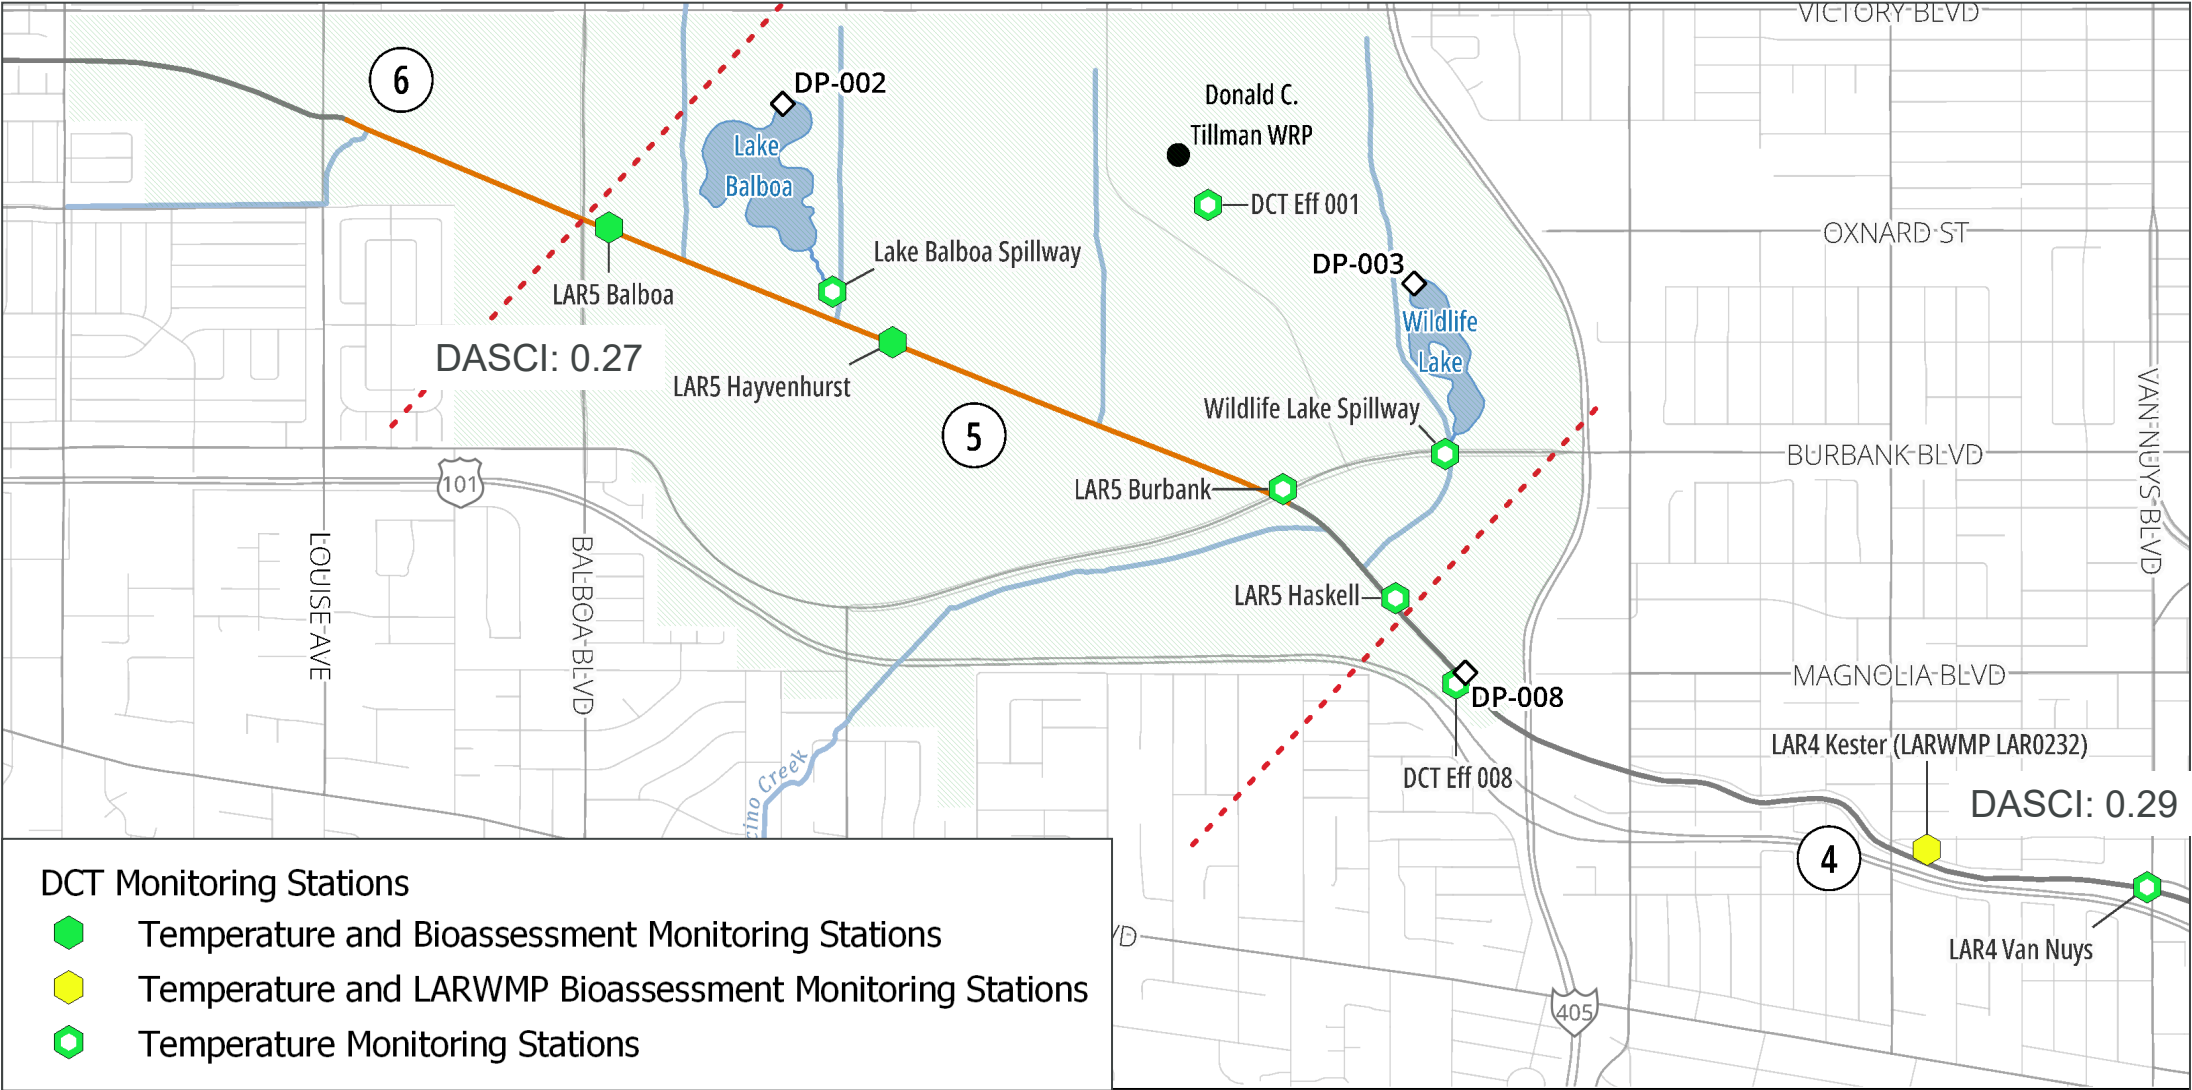 VICTORY BLVD
6
DP-002
Donald C.
Tillman WRP
Lake
Balboa
DCT Eff 001
OXNARD ST
Lake Balboa Spillway
DP-003
LAR5 Balboa
Wildlife
Lake
DASCI: 0.27
LAR5 Hayvenhurst
Wildlife Lake Spillway
5
VAN NUYS BLVD
BURBANK BLVD
101
LAR5 Burbank
LOUISE AVE
BALBOA BLVD
LAR5 Haskell
MAGNOLIA BLVD
DP-008
LAR4 Kester (LARWMP LAR0232)
DCT Eff 008
cino Creek
DASCI: 0.29
4
DCT Monitoring Stations
Temperature and Bioassessment Monitoring Stations
VD
LAR4 Van Nuys
Temperature and LARWMP Bioassessment Monitoring Stations
405
Temperature Monitoring Stations